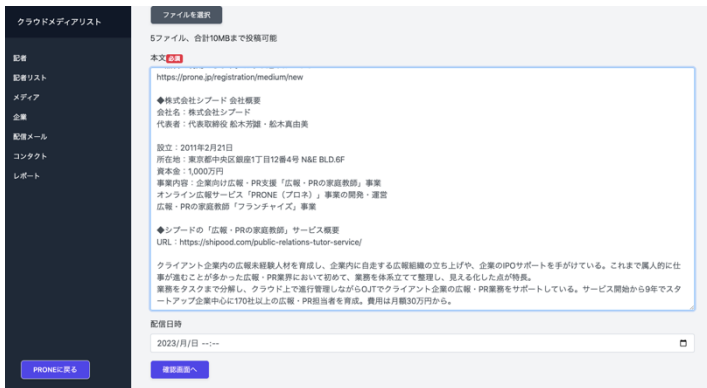 クラウドメディアリスト
記者
記者リスト
メディア
企業
配信メール
コンタクト
レポート
PRONEに戻る
ファイルを選択
5ファイル、合計10MBまで投稿可能
本文 必須
https://prone.jp/registration/medium/new
◆株式会社シプード 会社概要
会社名：株式会社シプード
代表者：代表取締役 舩木芳雄・舩木真由美
設立：2011年2月21日
所在地：東京都中央区銀座1丁目12番4号 N&E BLD.6F
資本金：1,000万円
事業内容：企業向け広報・PR支援「広報・PRの家庭教師」事業
オンライン広報サービス「PRONE（プロネ）」事業の開発・運営
広報・PRの家庭教師「フランチャイズ」事業
◆シプードの「広報・PRの家庭教師」サービス概要
URL：https://shipood.com/public-relations-tutor-service/
クライアント企業内の広報未経験人材を育成し、企業内に自走する広報組織の立ち上げや、企業のIPOサポートを手がけている。これまで属人的に仕
事が進むことが多かった広報・PR業界において初めて、業務を体系立てて整理し、見える化した点が特長。
業務をタスクまで分解し、クラウド上で進行管理しながらOJTでクライアント企業の広報・PR業務をサポートしている。サービス開始から9年でスタ
ートアップ企業中心に170社以上の広報・PR担当者を育成。費用は月額30万円から。
配信日時
2023/月/日 --:--
確認画面へ